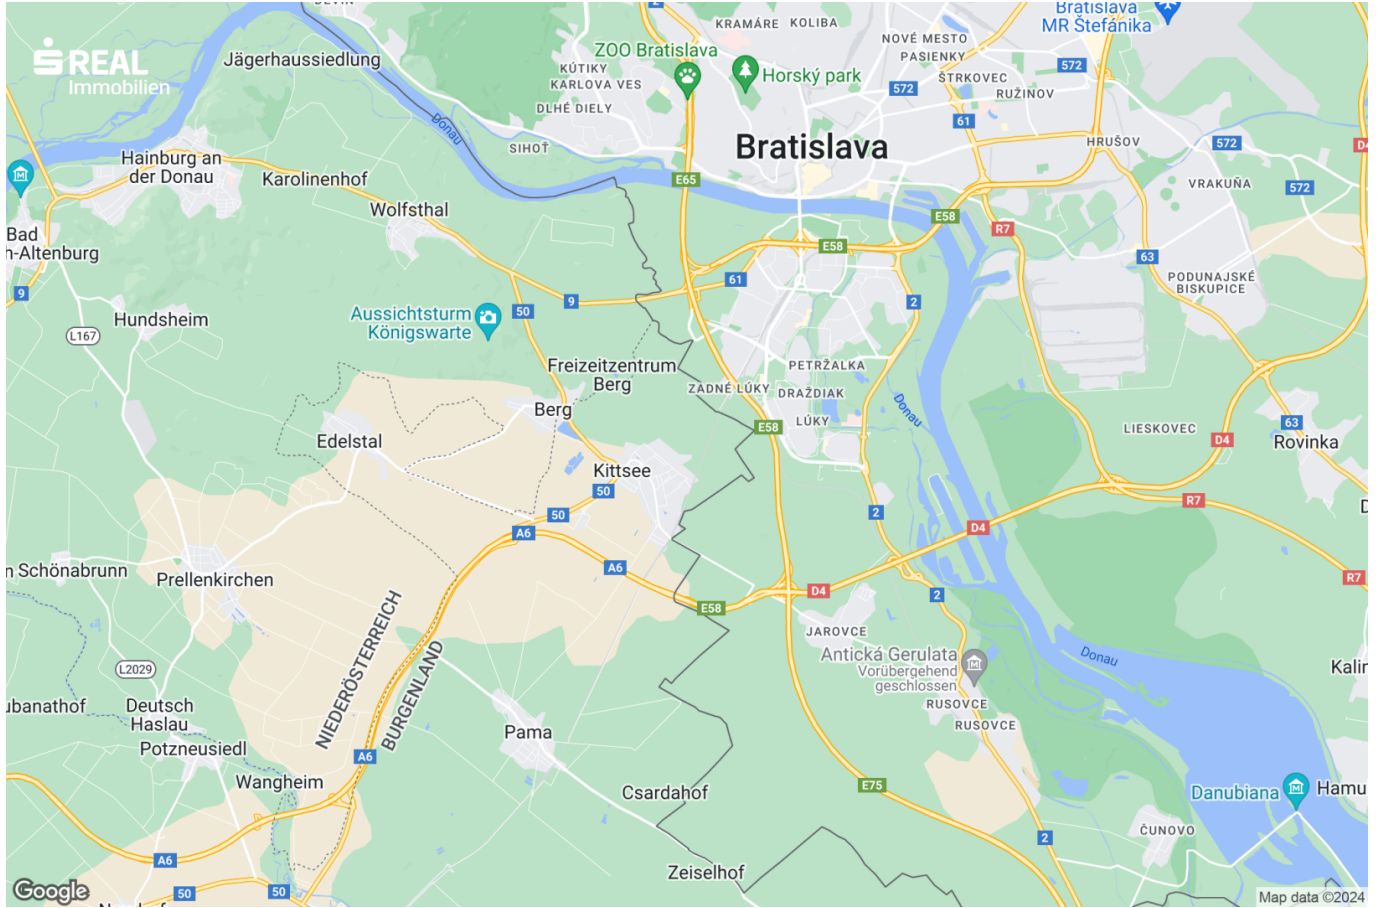 Bratislava
MR Štefánika
KRAMÁRE
KOLIBA
NOVÉ MESTO
PASIENKY
ŠTRKOVEC
RUŽINOV
572
572
61
ZOO Bratislava
Horský park
KÚTIKY
KARLOVA VES
DLHÉ DIELY
SIHOŤ
S REAL
Immobilien
Jägerhaussiedlung
Donau
Bratislava
HRUŠOV
572
VRAKUŇA
572
Hainburg an
der Donau
Karolinenhof
Wolfsthal
E65
E58
E58
R7
63
Bad
h-Altenburg
9
PODUNAJSKÉ
BISKUPICE
61
2
9
50
Aussichtsturm
Königswarte
Hundsheim
L167
Freizeitzentrum
Berg
PETRŽALKA
ZADNÉ LÚKY
DRAŽDIAK
LÚKY
Donau
Berg
E58
LIESKOVEC
D4
63
Rovinka
Edelstal
Kittsee
50
50
A6
2
D4
R7
n Schönabrunn
Prellenkirchen
A6
E58
D4
2
R7
NIEDERÖSTERREICH
BURGENLAND
JAROVCE
Antická Gerulata
Vorübergehend
geschlossen
Donau
RUSOVCE
RUSOVCE
L2029
ubanathof
Deutsch
Haslau
Potzneusiedl
Pama
A6
Wangheim
Csardahof
E75
Danubiana
2
ČUNOVO
A6
Zeiselhof
50
50
Google
Map data ©2024